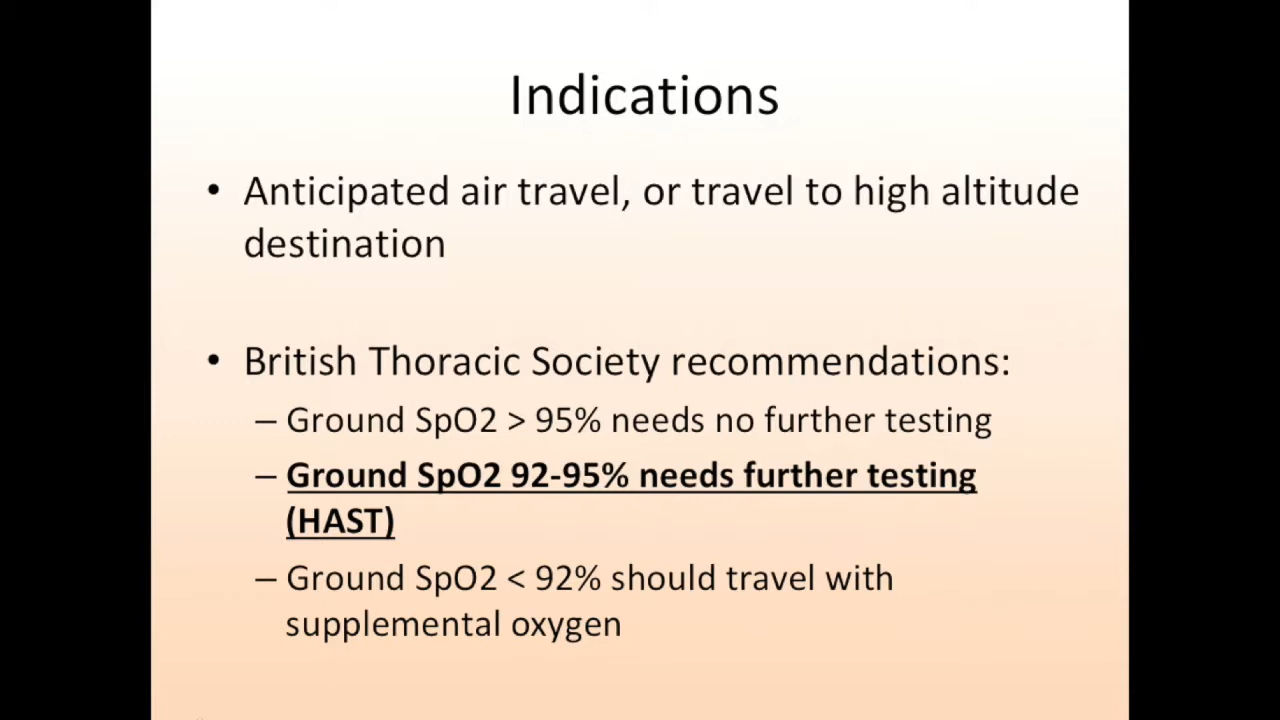 Indications
• Anticipated air travel, or travel to high altitude
destination
• British Thoracic Society recommendations:
– Ground SpO2 > 95% needs no further testing
– Ground SpO2 92-95% needs further testing
(HAST)
– Ground SpO2 < 92% should travel with
supplemental oxygen